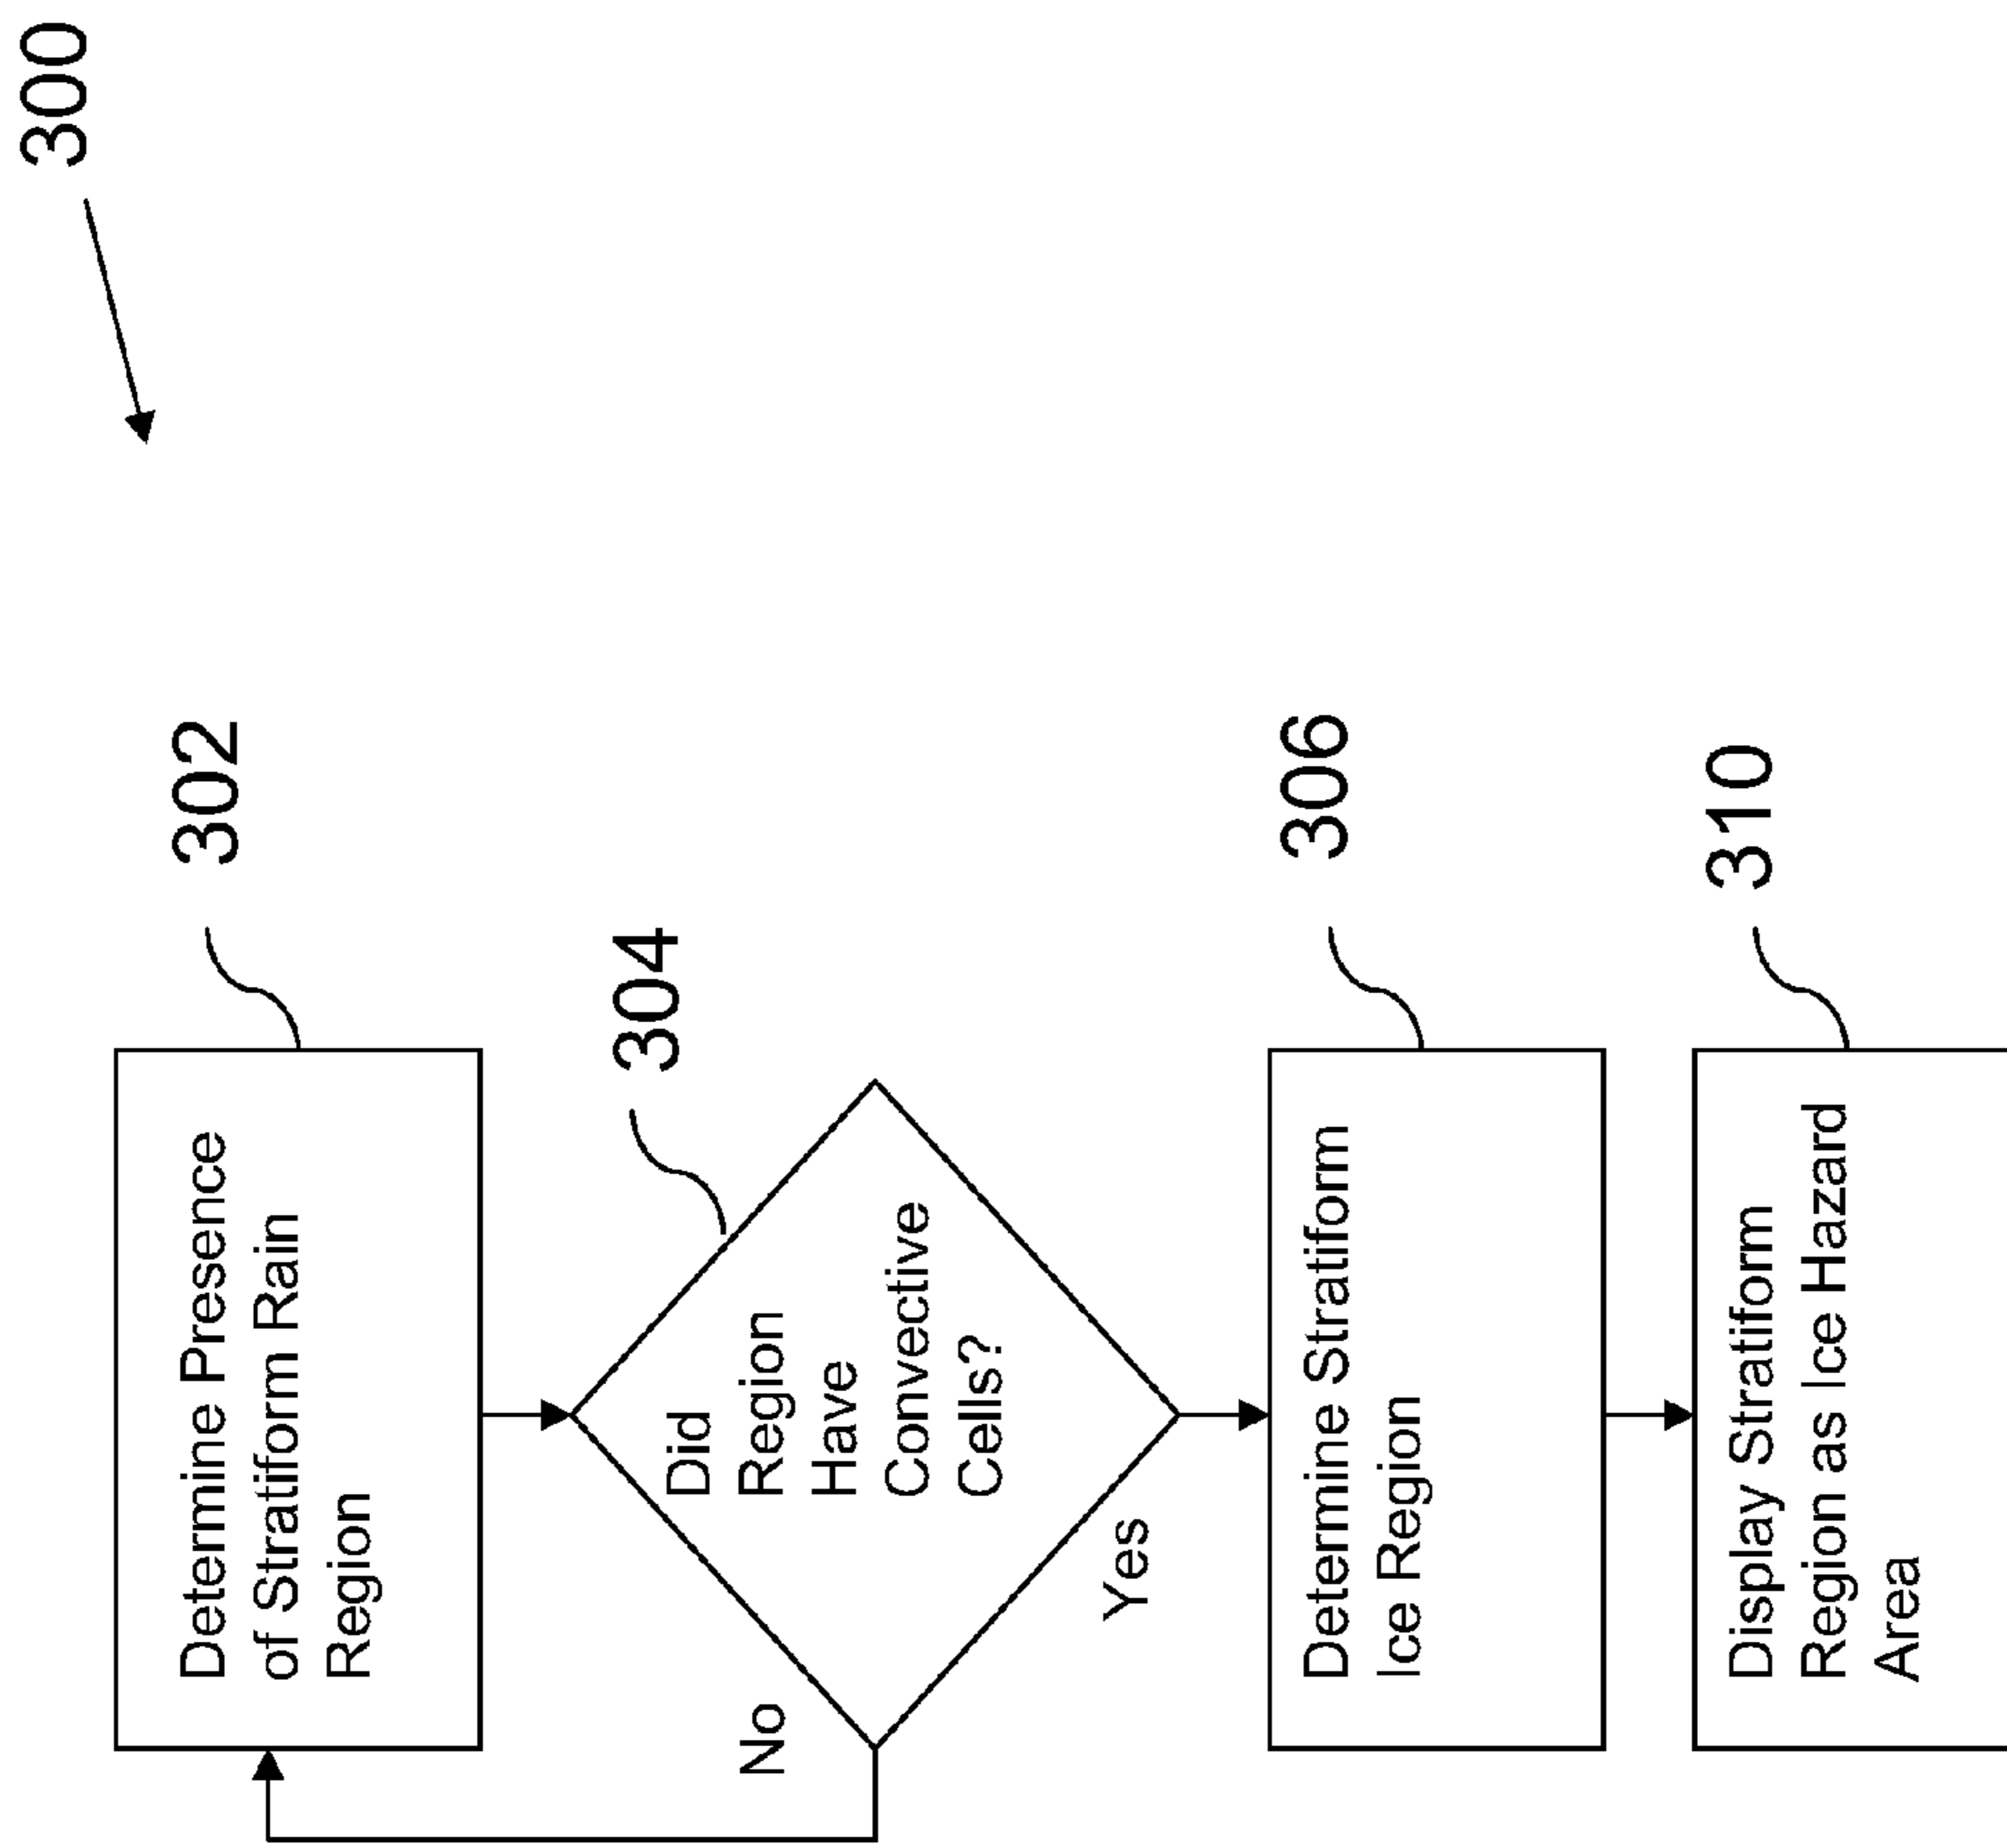 300
302
Determine Presence
of Stratiform Rain
Region
304
Did
Region
Have
Convective
Cells?
No
Yes
306
Determine Stratiform
Ice Region
310
Display Stratiform
Region as Ice Hazard
Area